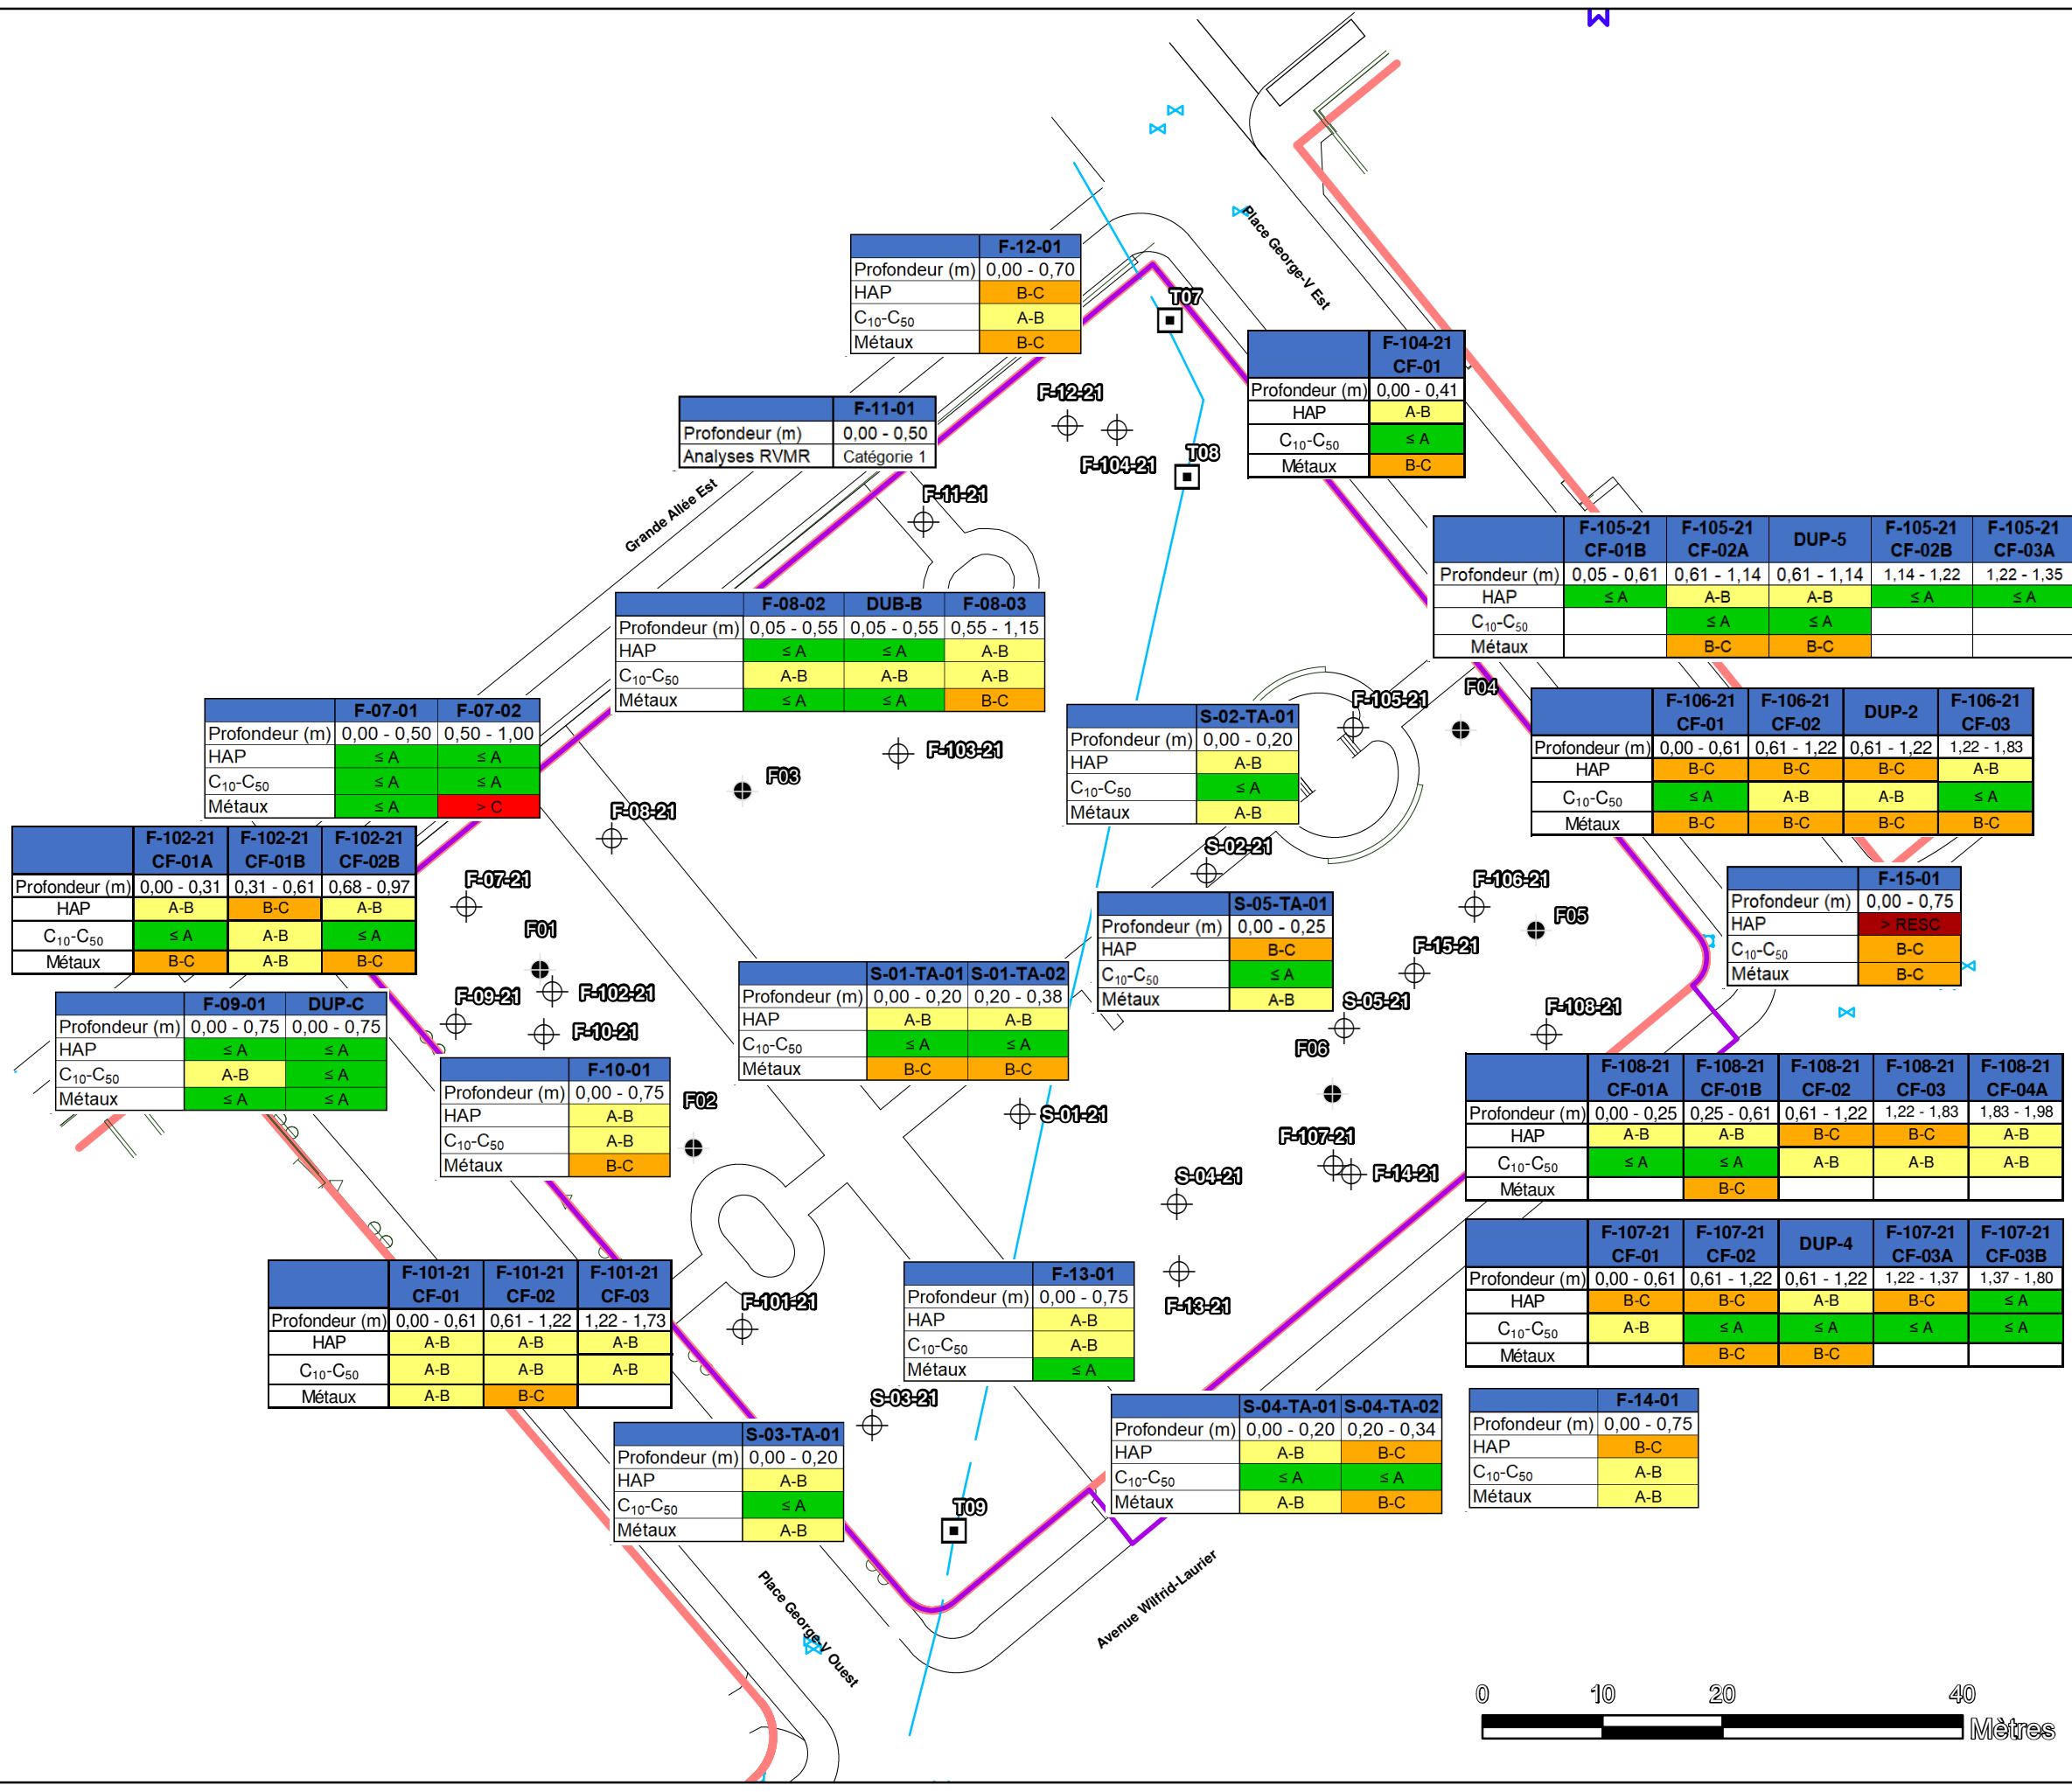 Place George-V Est
F-12-01
Profondeur (m) 0,00 - 0,70
HAP B-C
C10-C50 A-B
Métaux B-C
T07
F-104-21
CF-01
Profondeur (m) 0,00 - 0,41
HAP A-B
C10-C50 ≤ A
Métaux B-C
F-12-21
F-104-21
T08
F-11-01
Profondeur (m) 0,00 - 0,50
Analyses RVMR Catégorie 1
F-11-21
Grande Allée Est
F-105-21 F-105-21 DUP-5 F-105-21 F-105-21
CF-01B CF-02A CF-02B CF-03A
Profondeur (m) 0,05 - 0,61 0,61 - 1,14 0,61 - 1,14 1,14 - 1,22 1,22 - 1,35
HAP ≤ A A-B A-B ≤ A ≤ A
C10-C50 ≤ A ≤ A
Métaux B-C B-C
F-08-02 DUB-B F-08-03
Profondeur (m) 0,05 - 0,55 0,05 - 0,55 0,55 - 1,15
HAP ≤ A ≤ A A-B
C10-C50 A-B A-B A-B
Métaux ≤ A ≤ A B-C
F-07-01 F-07-02
Profondeur (m) 0,00 - 0,50 0,50 - 1,00
HAP ≤ A ≤ A
C10-C50 ≤ A ≤ A
Métaux ≤ A > C
F-103-21
F03
F-08-21
S-02-TA-01
Profondeur (m) 0,00 - 0,20
HAP A-B
C10-C50 ≤ A
Métaux A-B
F-105-21
F04
F-106-21 F-106-21 DUP-2 F-106-21
CF-01 CF-02 CF-03
Profondeur (m) 0,00 - 0,61 0,61 - 1,22 0,61 - 1,22 1,22 - 1,83
HAP B-C B-C B-C A-B
C10-C50 ≤ A A-B A-B ≤ A
Métaux B-C B-C B-C B-C
F-102-21 F-102-21 F-102-21
CF-01A CF-01B CF-02B
Profondeur (m) 0,00 - 0,31 0,31 - 0,61 0,68 - 0,97
HAP A-B B-C A-B
C10-C50 ≤ A A-B ≤ A
Métaux B-C A-B B-C
F-07-21
F01
S-02-21
F-106-21
F05
F-15-21
F-15-01
Profondeur (m) 0,00 - 0,75
HAP > RESC
C10-C50 B-C
Métaux B-C
S-05-TA-01
Profondeur (m) 0,00 - 0,25
HAP B-C
C10-C50 ≤ A
Métaux A-B
F-09-21
F-102-21
F-10-21
S-01-TA-01 S-01-TA-02
Profondeur (m) 0,00 - 0,20 0,20 - 0,38
HAP A-B A-B
C10-C50 ≤ A ≤ A
Métaux B-C B-C
S-05-21
F-108-21
F06
F-09-01 DUP-C
Profondeur (m) 0,00 - 0,75 0,00 - 0,75
HAP ≤ A ≤ A
C10-C50 A-B ≤ A
Métaux ≤ A ≤ A
F-10-01
Profondeur (m) 0,00 - 0,75
HAP A-B
C10-C50 A-B
Métaux B-C
F02
S-01-21
F-107-21
F-14-21
S-04-21
F-108-21 F-108-21 F-108-21 F-108-21 F-108-21
CF-01A CF-01B CF-02 CF-03 CF-04A
Profondeur (m) 0,00 - 0,25 0,25 - 0,61 0,61 - 1,22 1,22 - 1,83 1,83 - 1,98
HAP A-B A-B B-C B-C A-B
C10-C50 ≤ A ≤ A A-B A-B A-B
Métaux B-C
F-107-21 F-107-21 DUP-4 F-107-21 F-107-21
CF-01 CF-02 CF-03A CF-03B
Profondeur (m) 0,00 - 0,61 0,61 - 1,22 0,61 - 1,22 1,22 - 1,37 1,37 - 1,80
HAP B-C B-C A-B B-C ≤ A
C10-C50 A-B ≤ A ≤ A ≤ A ≤ A
Métaux B-C B-C
F-101-21 F-101-21 F-101-21
CF-01 CF-02 CF-03
Profondeur (m) 0,00 - 0,61 0,61 - 1,22 1,22 - 1,73
HAP A-B A-B A-B
C10-C50 A-B A-B A-B
Métaux A-B B-C
F-101-21
F-13-01
Profondeur (m) 0,00 - 0,75
HAP A-B
C10-C50 A-B
Métaux ≤ A
F-13-21
S-03-21
S-03-TA-01
Profondeur (m) 0,00 - 0,20
HAP A-B
C10-C50 ≤ A
Métaux A-B
S-04-TA-01 S-04-TA-02
Profondeur (m) 0,00 - 0,20 0,20 - 0,34
HAP A-B B-C
C10-C50 ≤ A ≤ A
Métaux A-B B-C
F-14-01
Profondeur (m) 0,00 - 0,75
HAP B-C
C10-C50 A-B
Métaux A-B
T09
Place George-V Ouest
Avenue Wilfrid-Laurier
0 10 20 40
Mètres